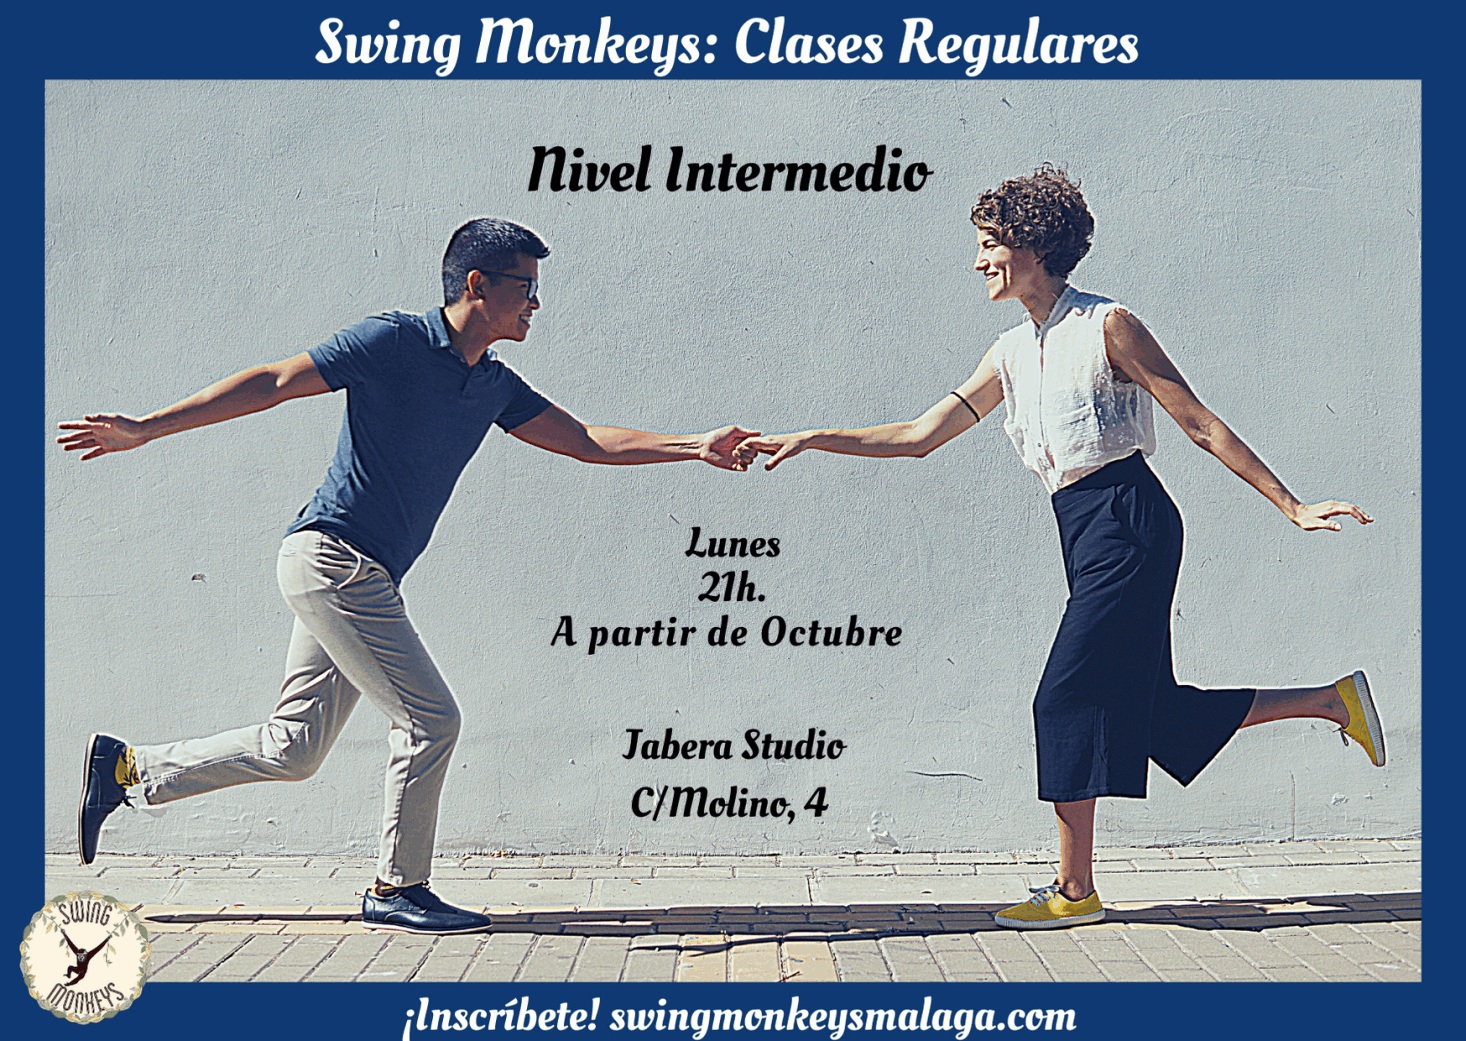 Swing Monkeys: Clases Regulares
Nivel Intermedio
Lunes
21h.
A partir de Octubre
Jabera Studio
C/Molino, 4
SWING
MONKEYS
¡Inscríbete! swingmonkeysmalaga.com